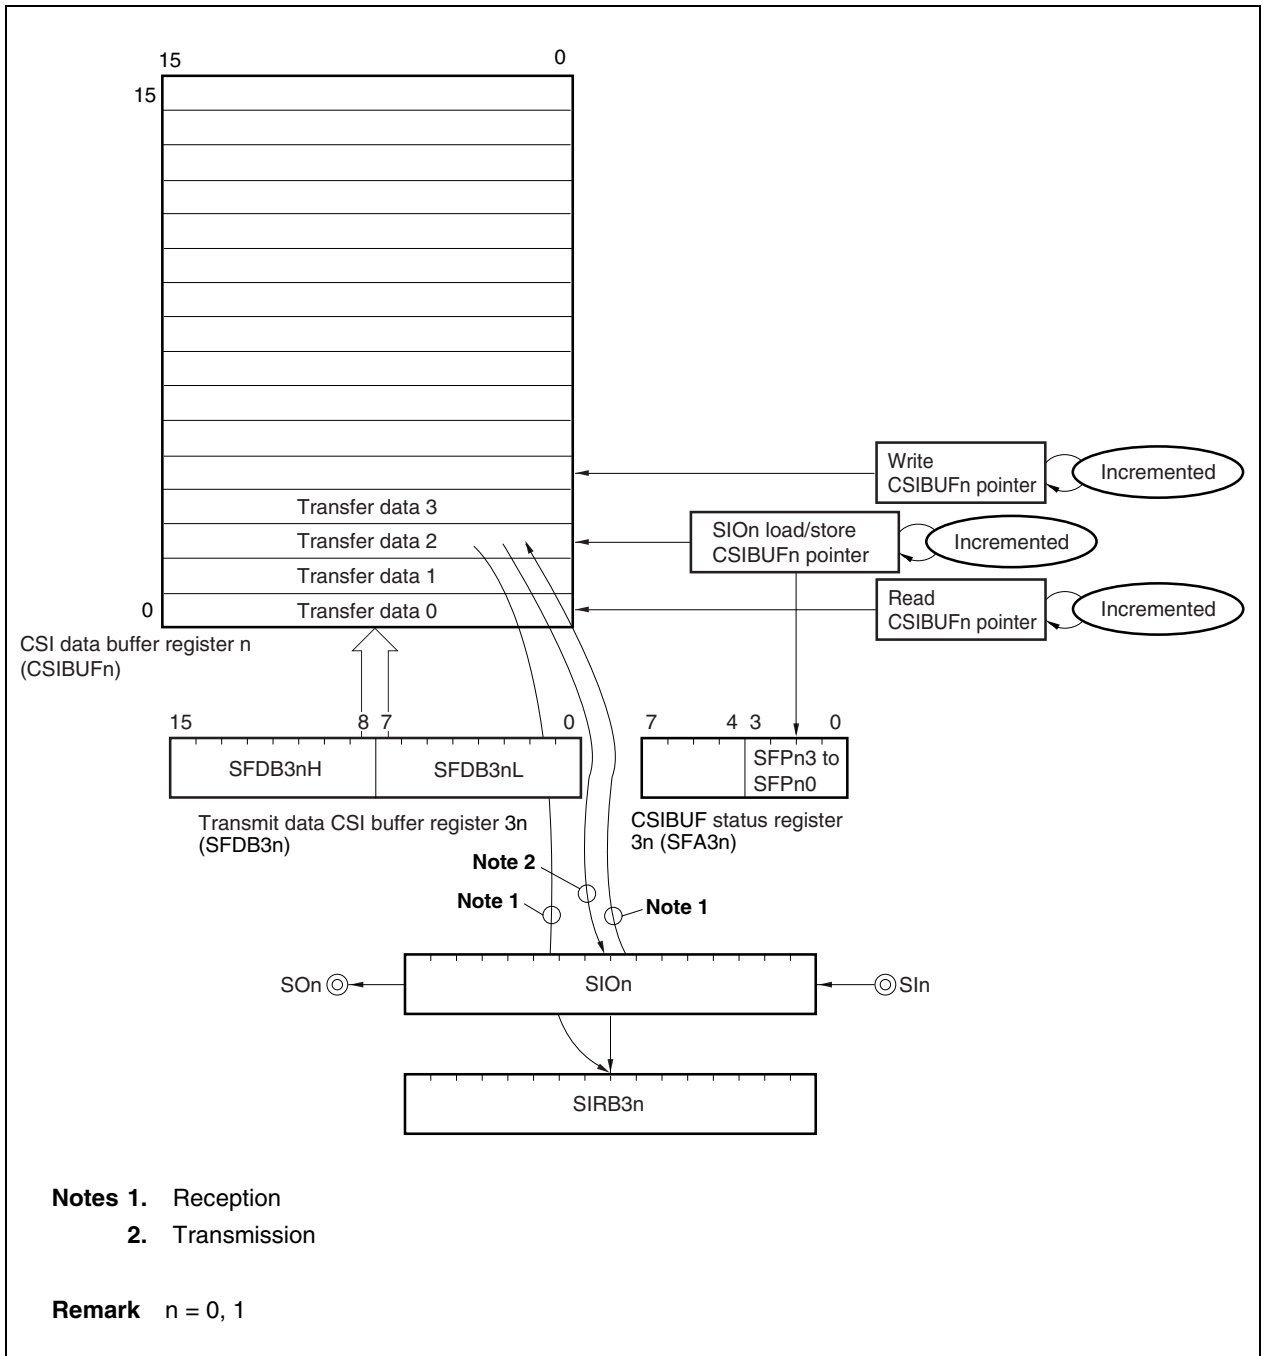 15 0
15
Transfer data 3
Transfer data 2
Transfer data 1
0 Transfer data 0
Write
CSIBUFn pointer
Incremented
SIOn load/store
CSIBUFn pointer
Incremented
Read
CSIBUFn pointer
Incremented
CSI data buffer register n
(CSIBUFn)
15 8 7 0
SFDB3nH SFDB3nL
Transmit data CSI buffer register 3n
(SFDB3n)
7 4 3 0
SFPn3 to
SFPn0
CSIBUF status register
3n (SFA3n)
Note 2
Note 1
Note 1
SOn
SIOn
SIn
SIRB3n
Notes 1. Reception
2. Transmission
Remark n = 0, 1